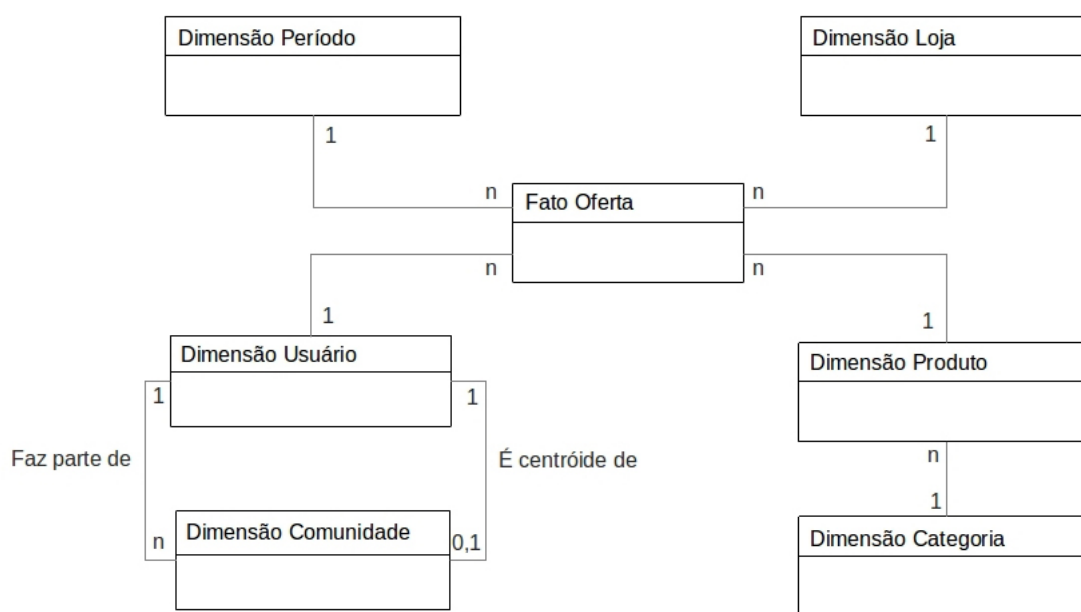 Dimensão Período
Dimensão Loja
1
1
n
Fato Oferta
n
n
n
1
1
Dimensão Usuário
Dimensão Produto
1
1
Faz parte de
É centróide de
n
1
Dimensão Comunidade
n
0,1
Dimensão Categoria